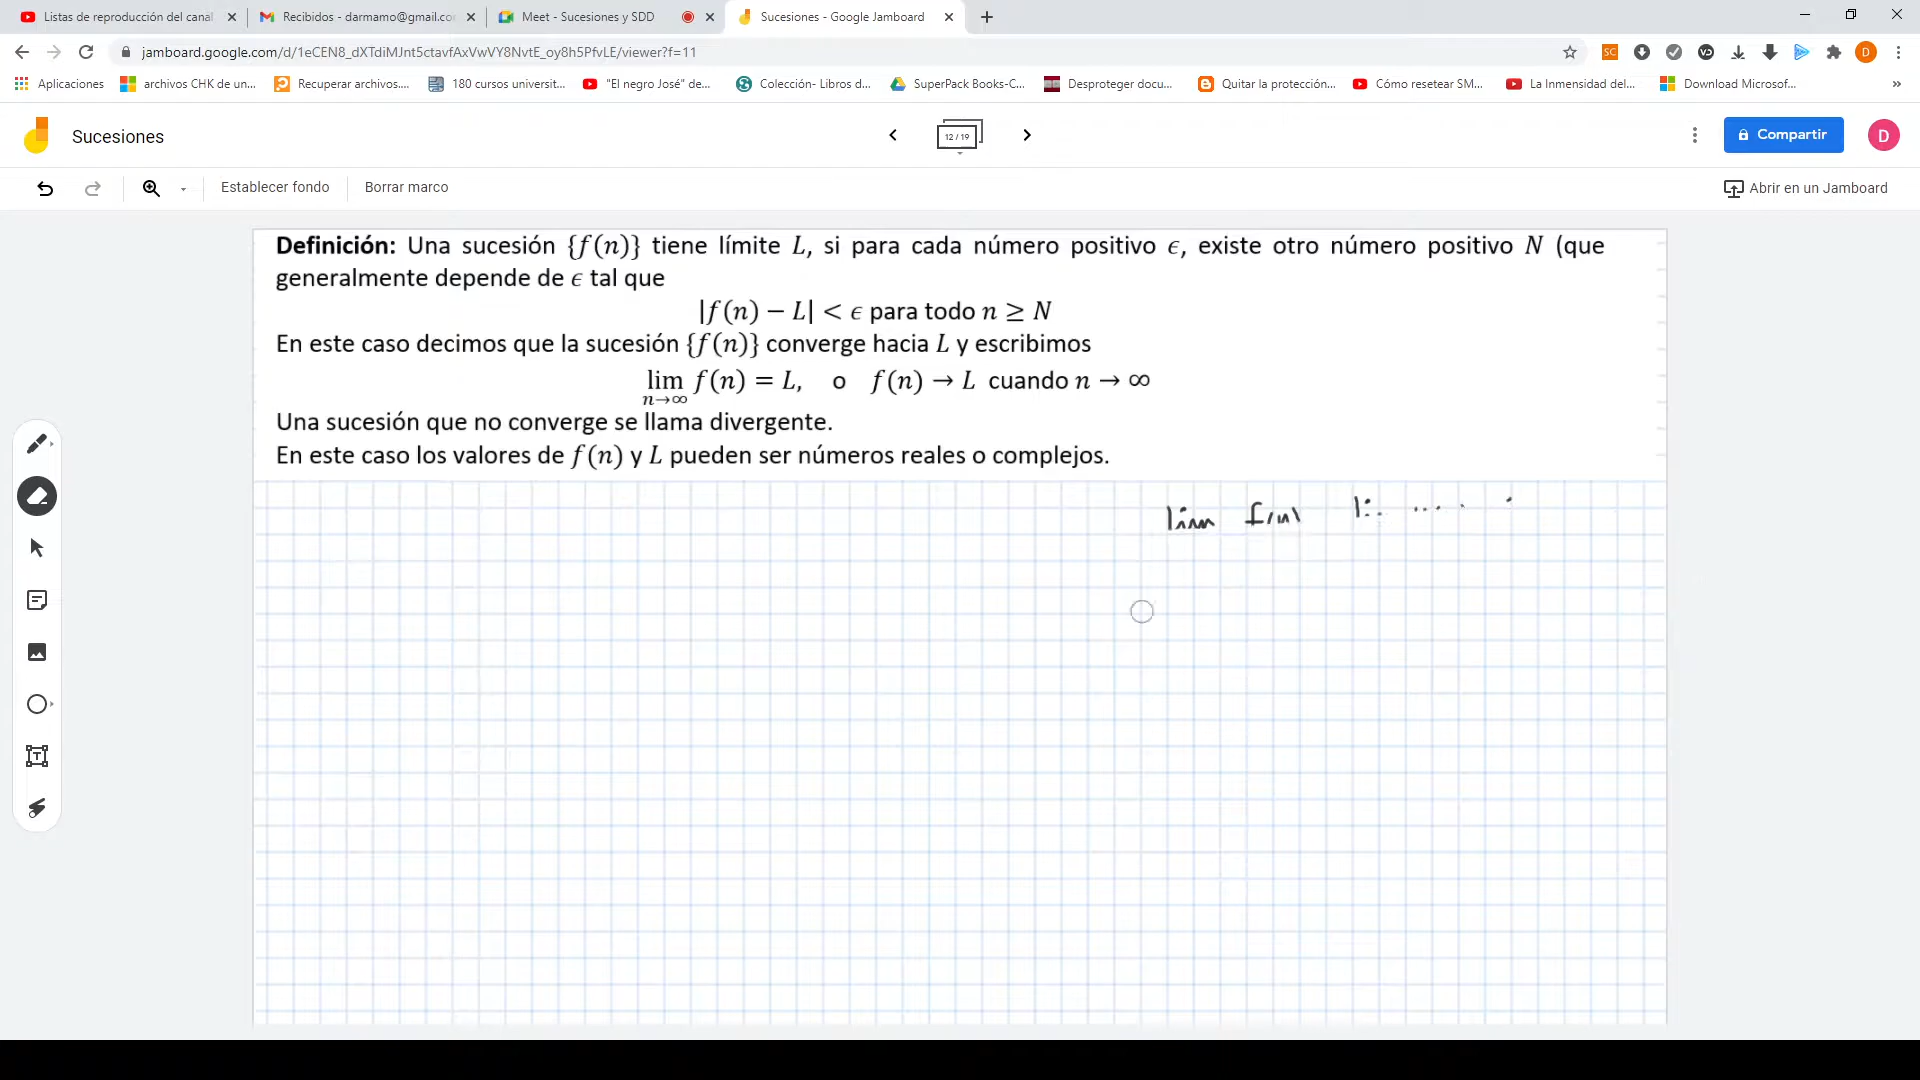 Listas de reproducción del canal
Recibidos - darmamo@gmail.co
Meet - Sucesiones y SDD
Sucesiones - Google Jamboard
jamboard.google.com/d/1eCEN8_dXTdiMJnt5ctavfAxVwVY8NvtE_oy8h5PfvLE/viewer?f=11
Aplicaciones
archivos CHK de un...
Recuperar archivos....
180 cursos universit...
"El negro José" de...
Colección- Libros d...
SuperPack Books-C...
Desproteger docu...
Quitar la protección...
Cómo resetear SM...
La Inmensidad del...
Download Microsof...
»
Sucesiones
12 / 19
Compartir
D
Establecer fondo
Borrar marco
Abrir en un Jamboard
Definición: Una sucesión {f(n)} tiene límite L, si para cada número positivo ϵ, existe otro número positivo N (que
generalmente depende de ϵ tal que
|f(n) − L| < ϵ para todo n ≥ N
En este caso decimos que la sucesión {f(n)} converge hacia L y escribimos
lim f(n) = L, o f(n) → L cuando n → ∞
n→∞
Una sucesión que no converge se llama divergente.
En este caso los valores de f(n) y L pueden ser números reales o complejos.
lim f(n)